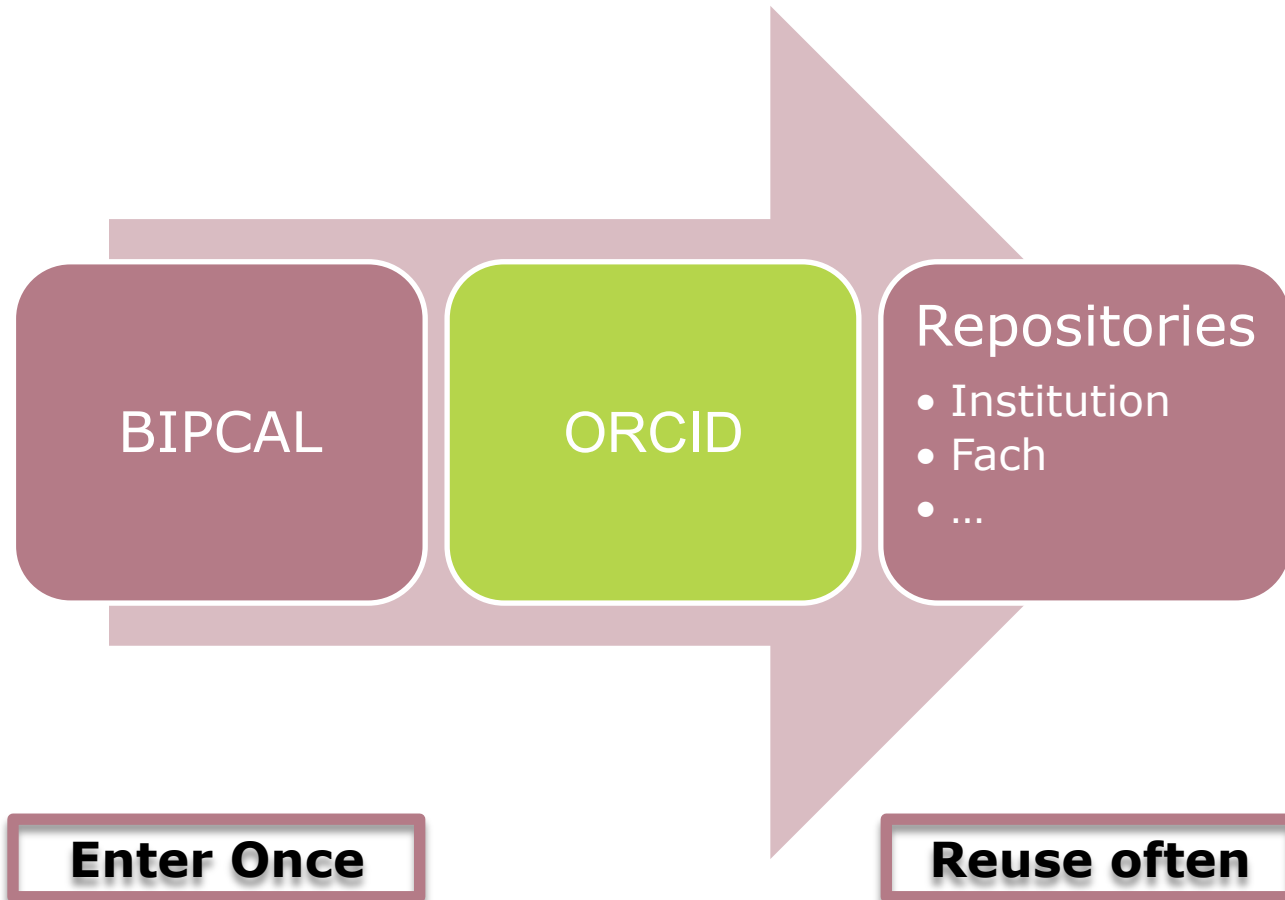 BIPCAL
ORCID
Repositories
• Institution
• Fach
• ...
Enter Once
Reuse often